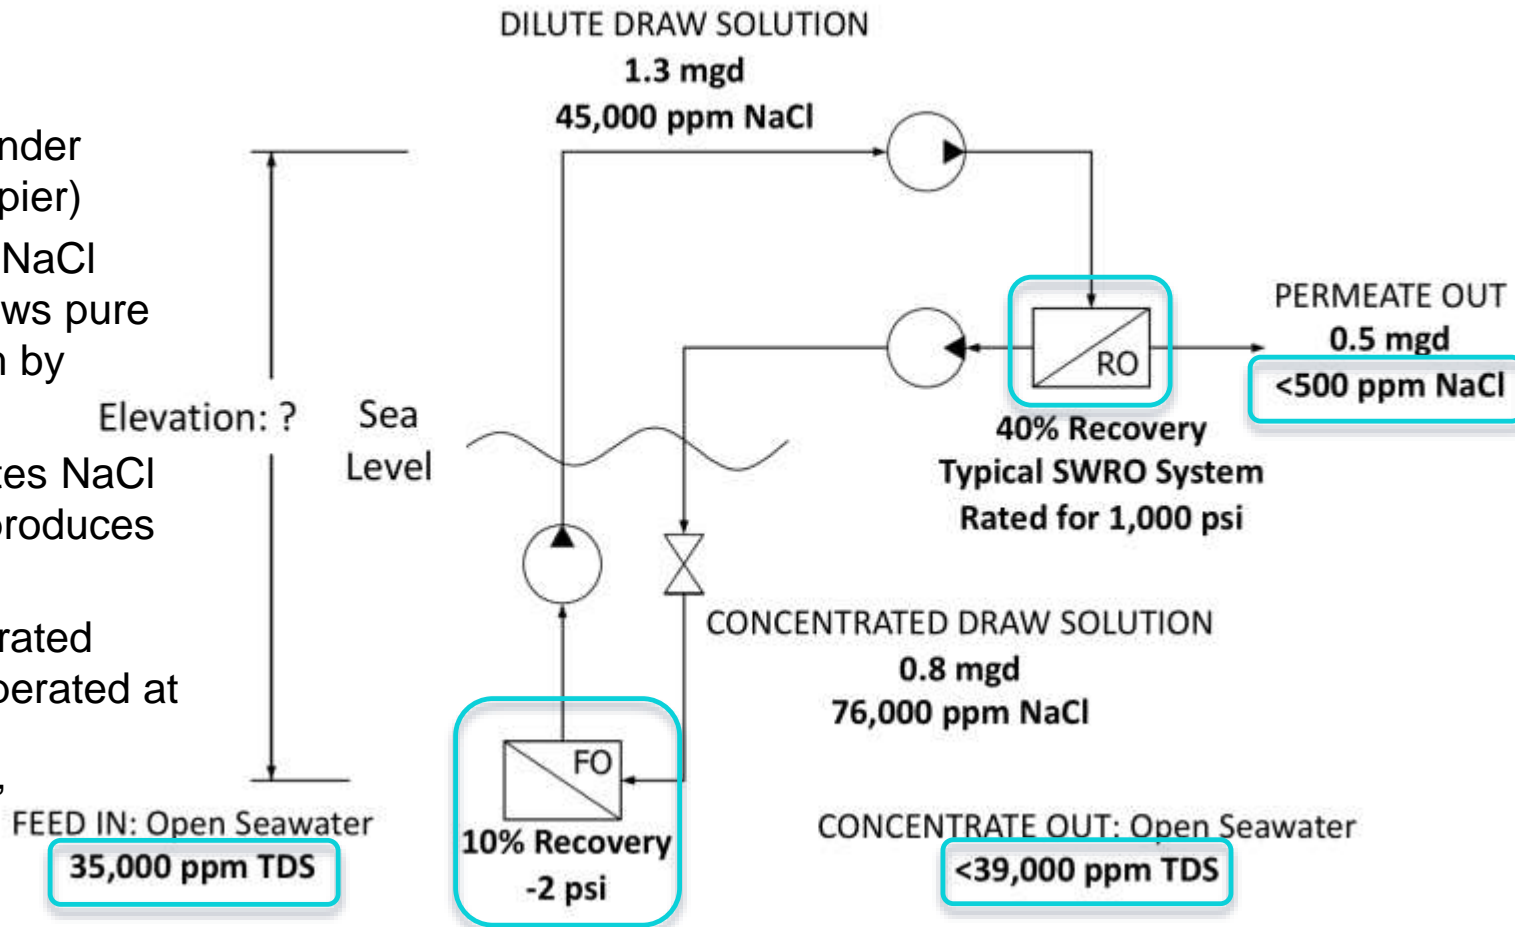 nder
pier)
NaCl
ws pure
n by
tes NaCl
produces
rated
perated at
,
DILUTE DRAW SOLUTION
1.3 mgd
45,000 ppm NaCl
Elevation: ?
Sea
Level
RO
40% Recovery
Typical SWRO System
Rated for 1,000 psi
PERMEATE OUT
0.5 mgd
<500 ppm NaCl
CONCENTRATED DRAW SOLUTION
0.8 mgd
76,000 ppm NaCl
FO
10% Recovery
-2 psi
FEED IN: Open Seawater
35,000 ppm TDS
CONCENTRATE OUT: Open Seawater
<39,000 ppm TDS